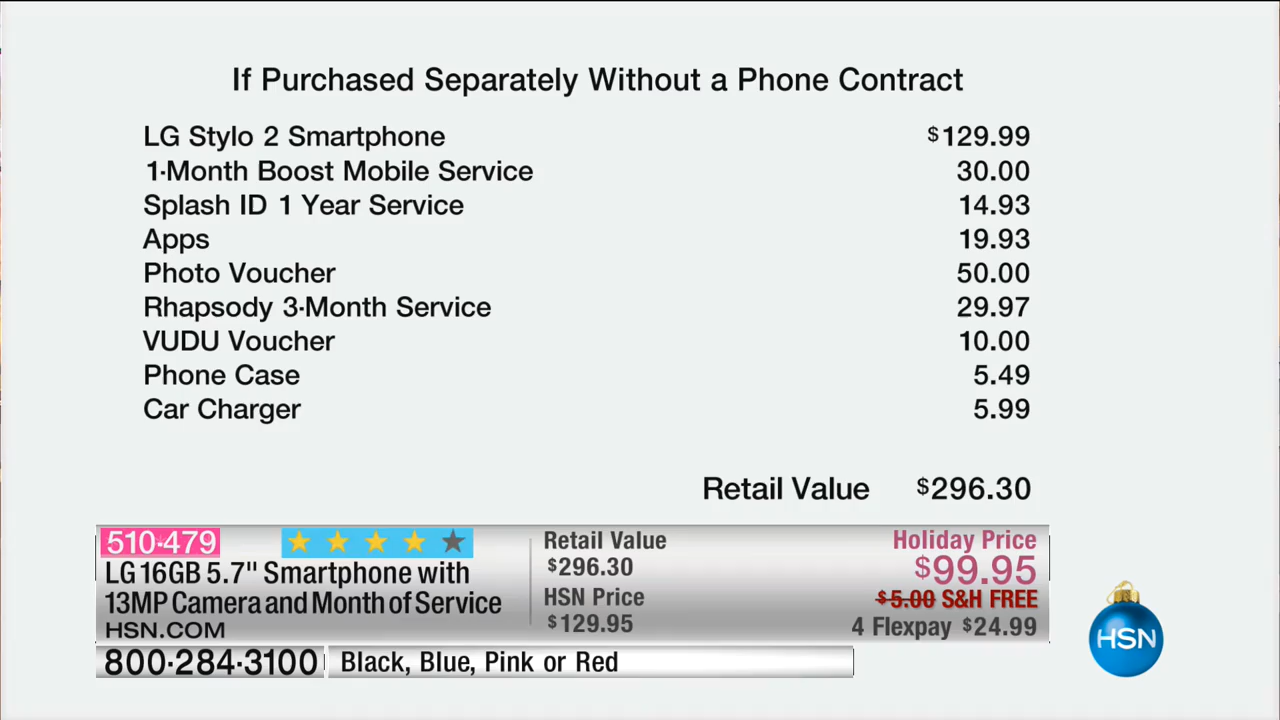 If Purchased Separately Without a Phone Contract
LG Stylo 2 Smartphone $129.99
1-Month Boost Mobile Service 30.00
Splash ID 1 Year Service 14.93
Apps 19.93
Photo Voucher 50.00
Rhapsody 3-Month Service 29.97
VUDU Voucher 10.00
Phone Case 5.49
Car Charger 5.99
Retail Value $296.30
510-479
LG 16GB 5.7" Smartphone with
13MP Camera and Month of Service
HSN.COM
Retail Value
$296.30
HSN Price
$129.95
Holiday Price
$99.95
$5.00 S&H FREE
4 Flexpay $24.99
800-284-3100
Black, Blue, Pink or Red
HSN